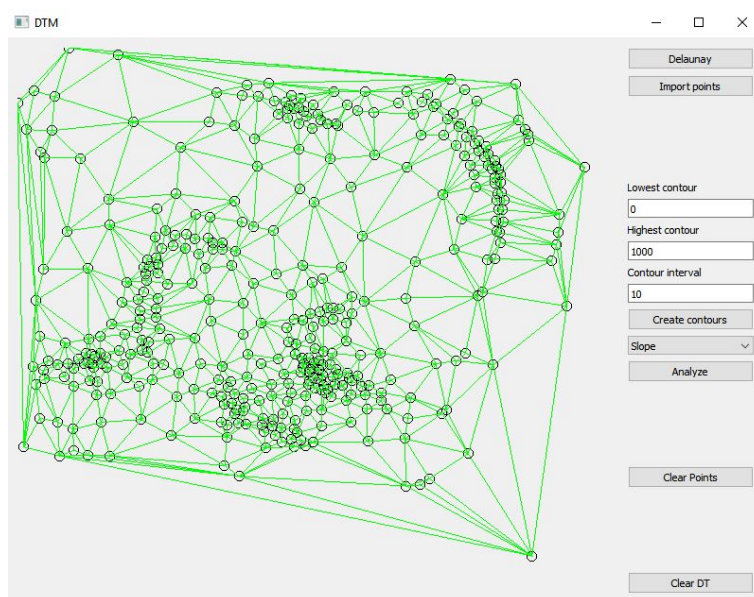 DTM
Delaunay
Import points
Lowest contour
0
Highest contour
1000
Contour interval
10
Create contours
Slope
Analyze
Clear Points
Clear DT